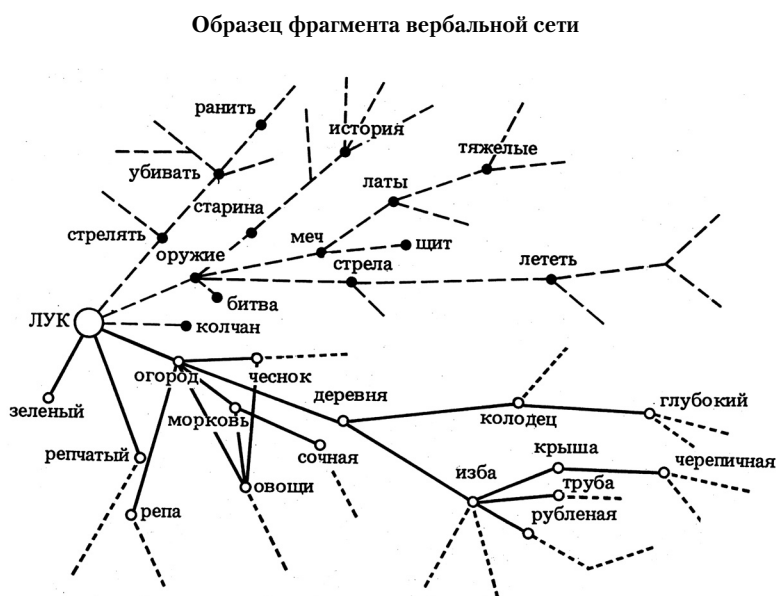 Образец фрагмента вербальной сети
ранить
история
тяжелые
убивать
латы
старина
стрелять
меч
щит
оружие
стрела
лететь
битва
ЛУК
колчан
огород
чеснок
деревня
глубокий
зеленый
морковь
колодец
крыша
репчатый
сочная
изба
черепичная
труба
овощи
репа
рубленая